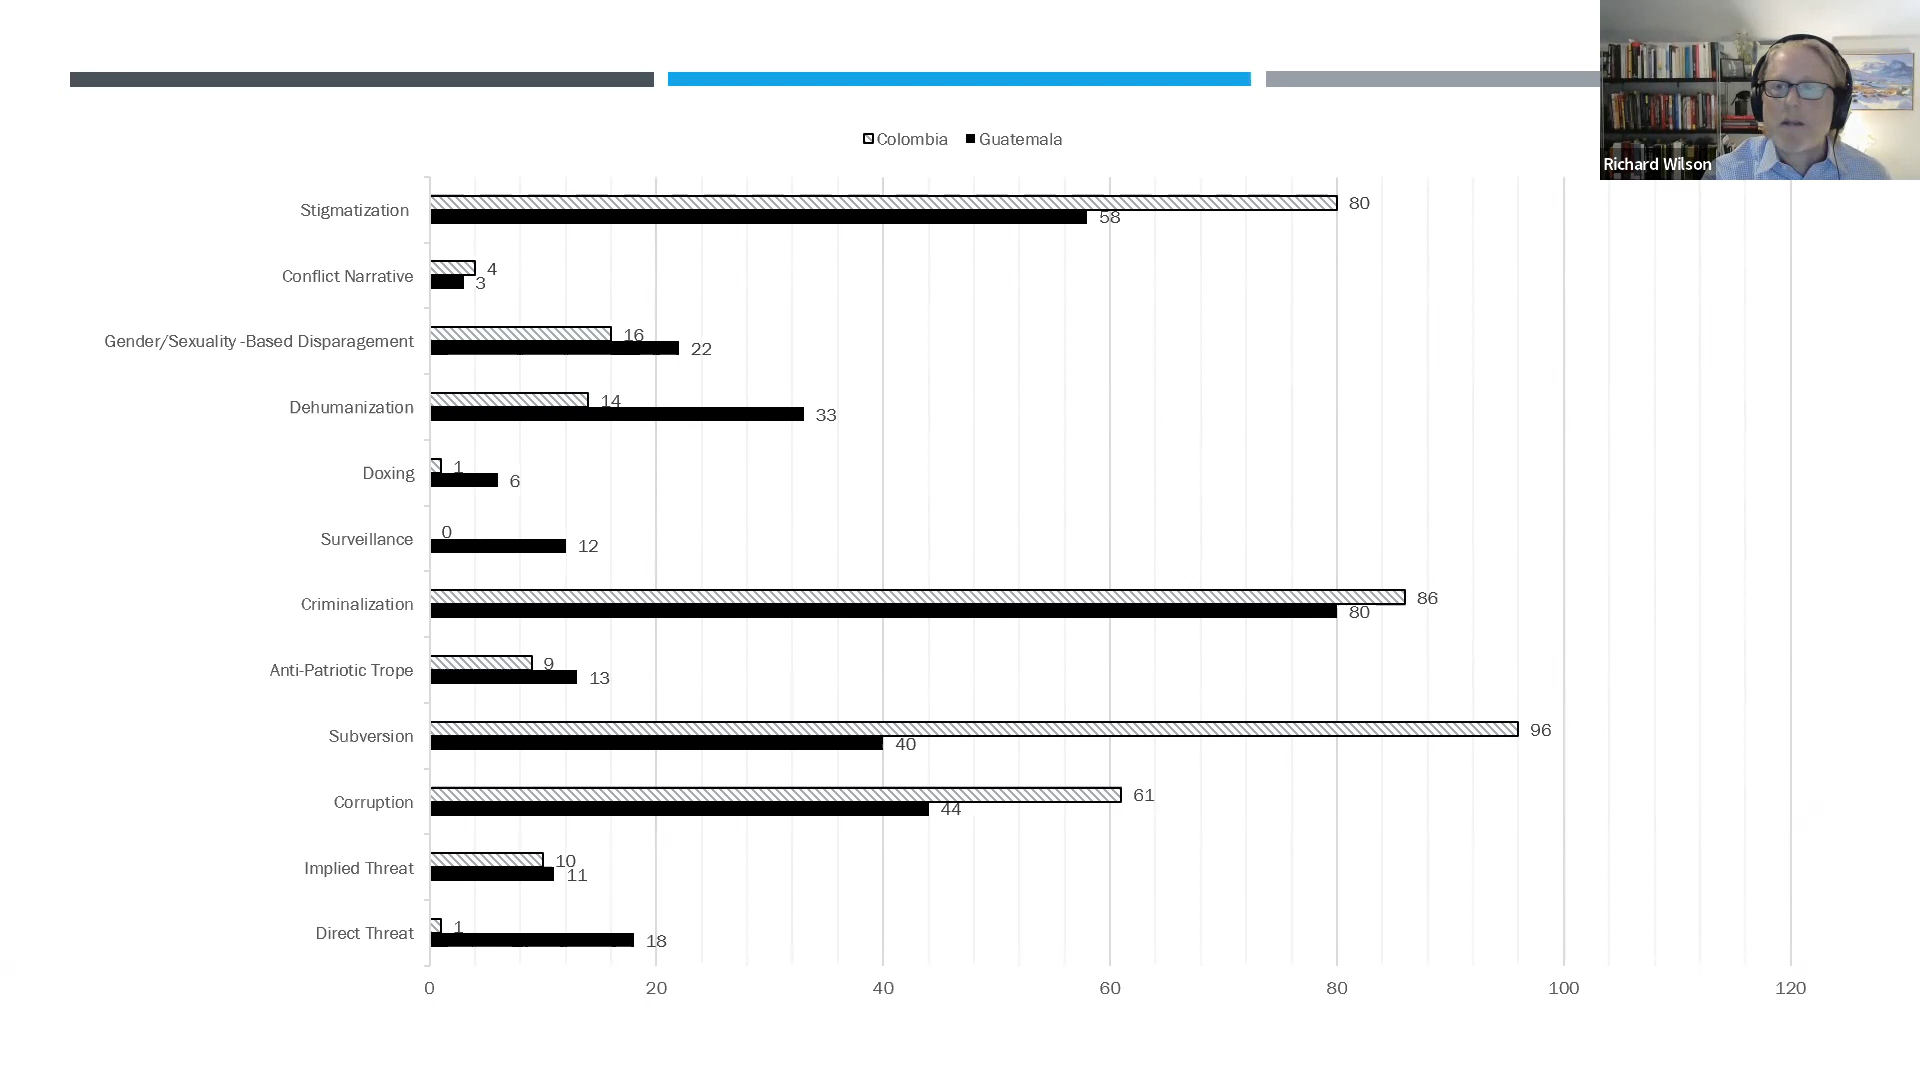 Richard Wilson
Colombia Guatemala
Stigmatization
80
58
Conflict Narrative
4
3
Gender/Sexuality -Based Disparagement
16
22
Dehumanization
14
33
Doxing
1
6
Surveillance
0
12
Criminalization
86
80
Anti-Patriotic Trope
9
13
Subversion
96
40
Corruption
61
44
Implied Threat
10
11
Direct Threat
1
18
0 20 40 60 80 100 120